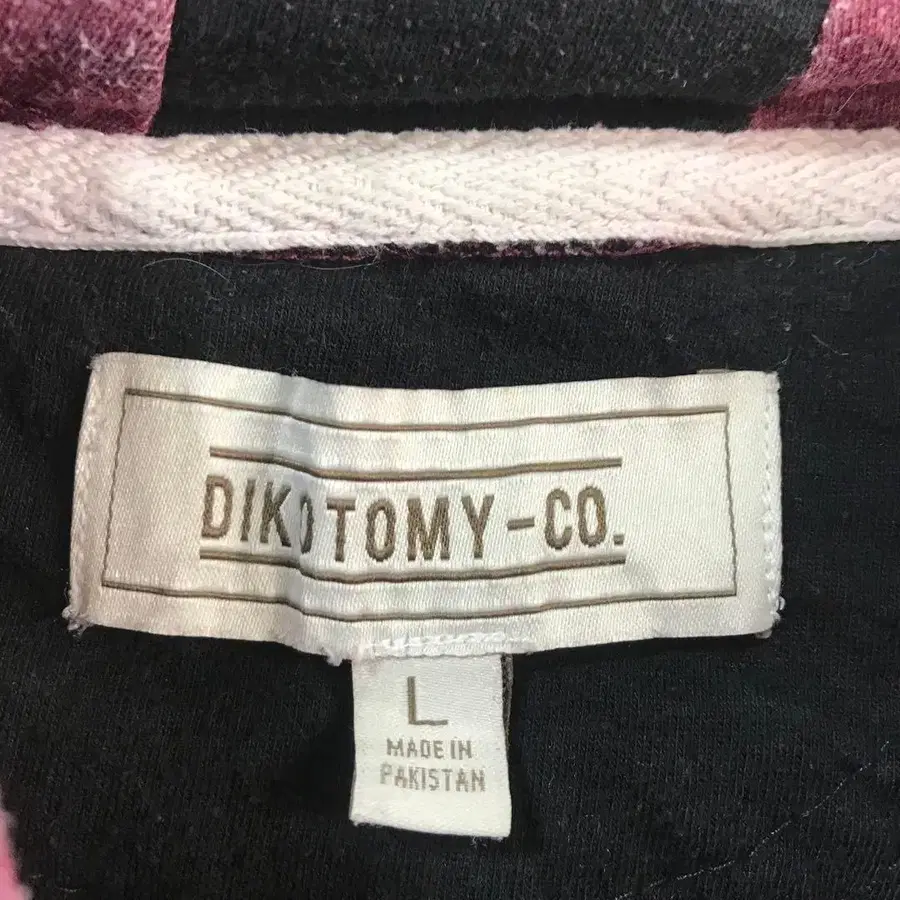 DIKOTOMY-CO.
L
MADE IN
PAKISTAN